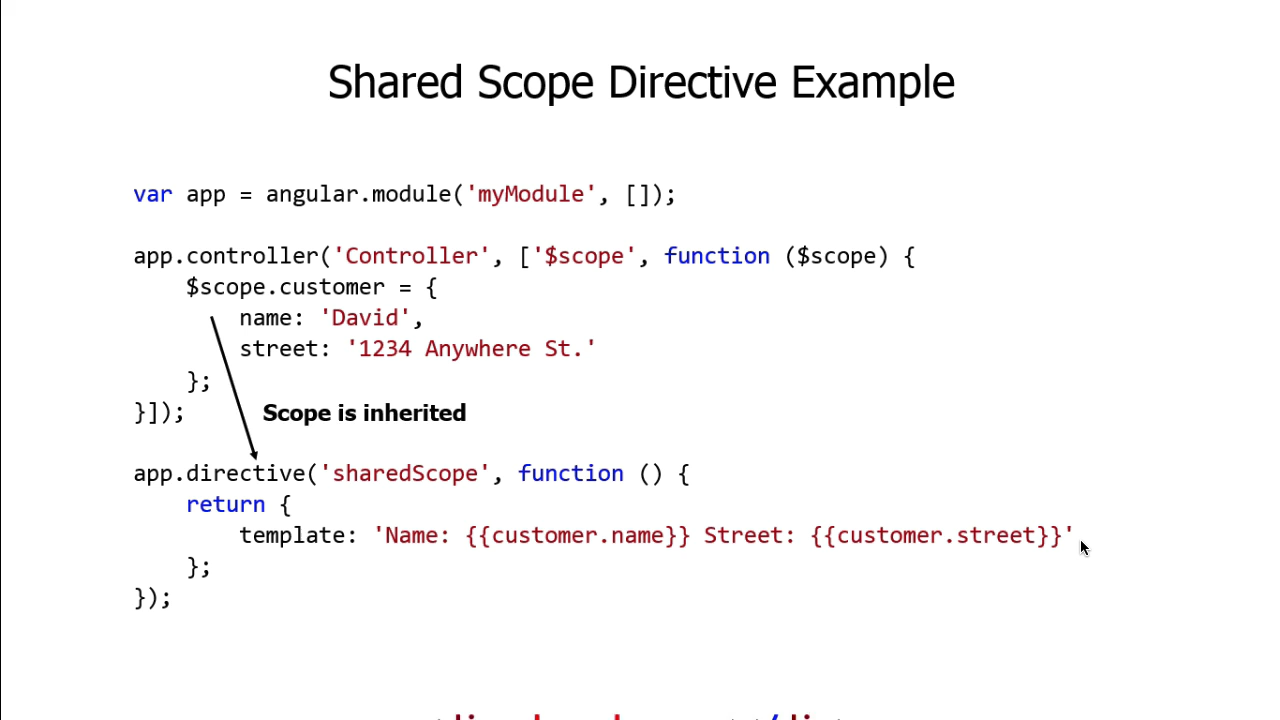 Shared Scope Directive Example
var app = angular.module('myModule', []);
app.controller('Controller', ['$scope', function ($scope) {
$scope.customer = {
name: 'David',
street: '1234 Anywhere St.'
};
}]);
Scope is inherited
app.directive('sharedScope', function () {
return {
template: 'Name: {{customer.name}} Street: {{customer.street}}'
};
});